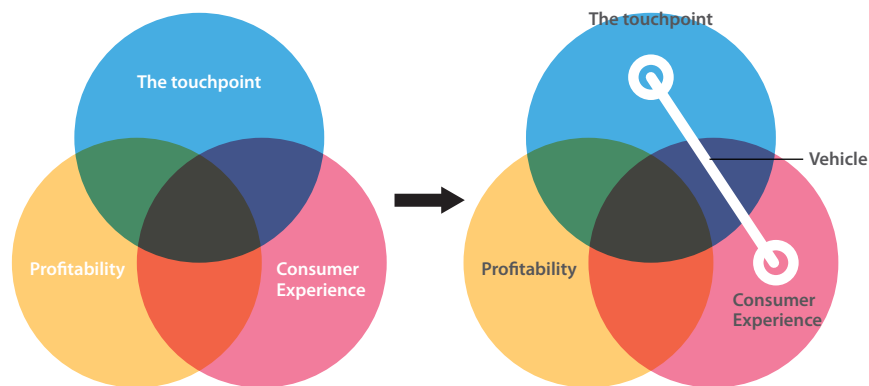 The touchpoint
Profitability
Consumer
Experience
The touchpoint
Vehicle
Profitability
Consumer
Experience